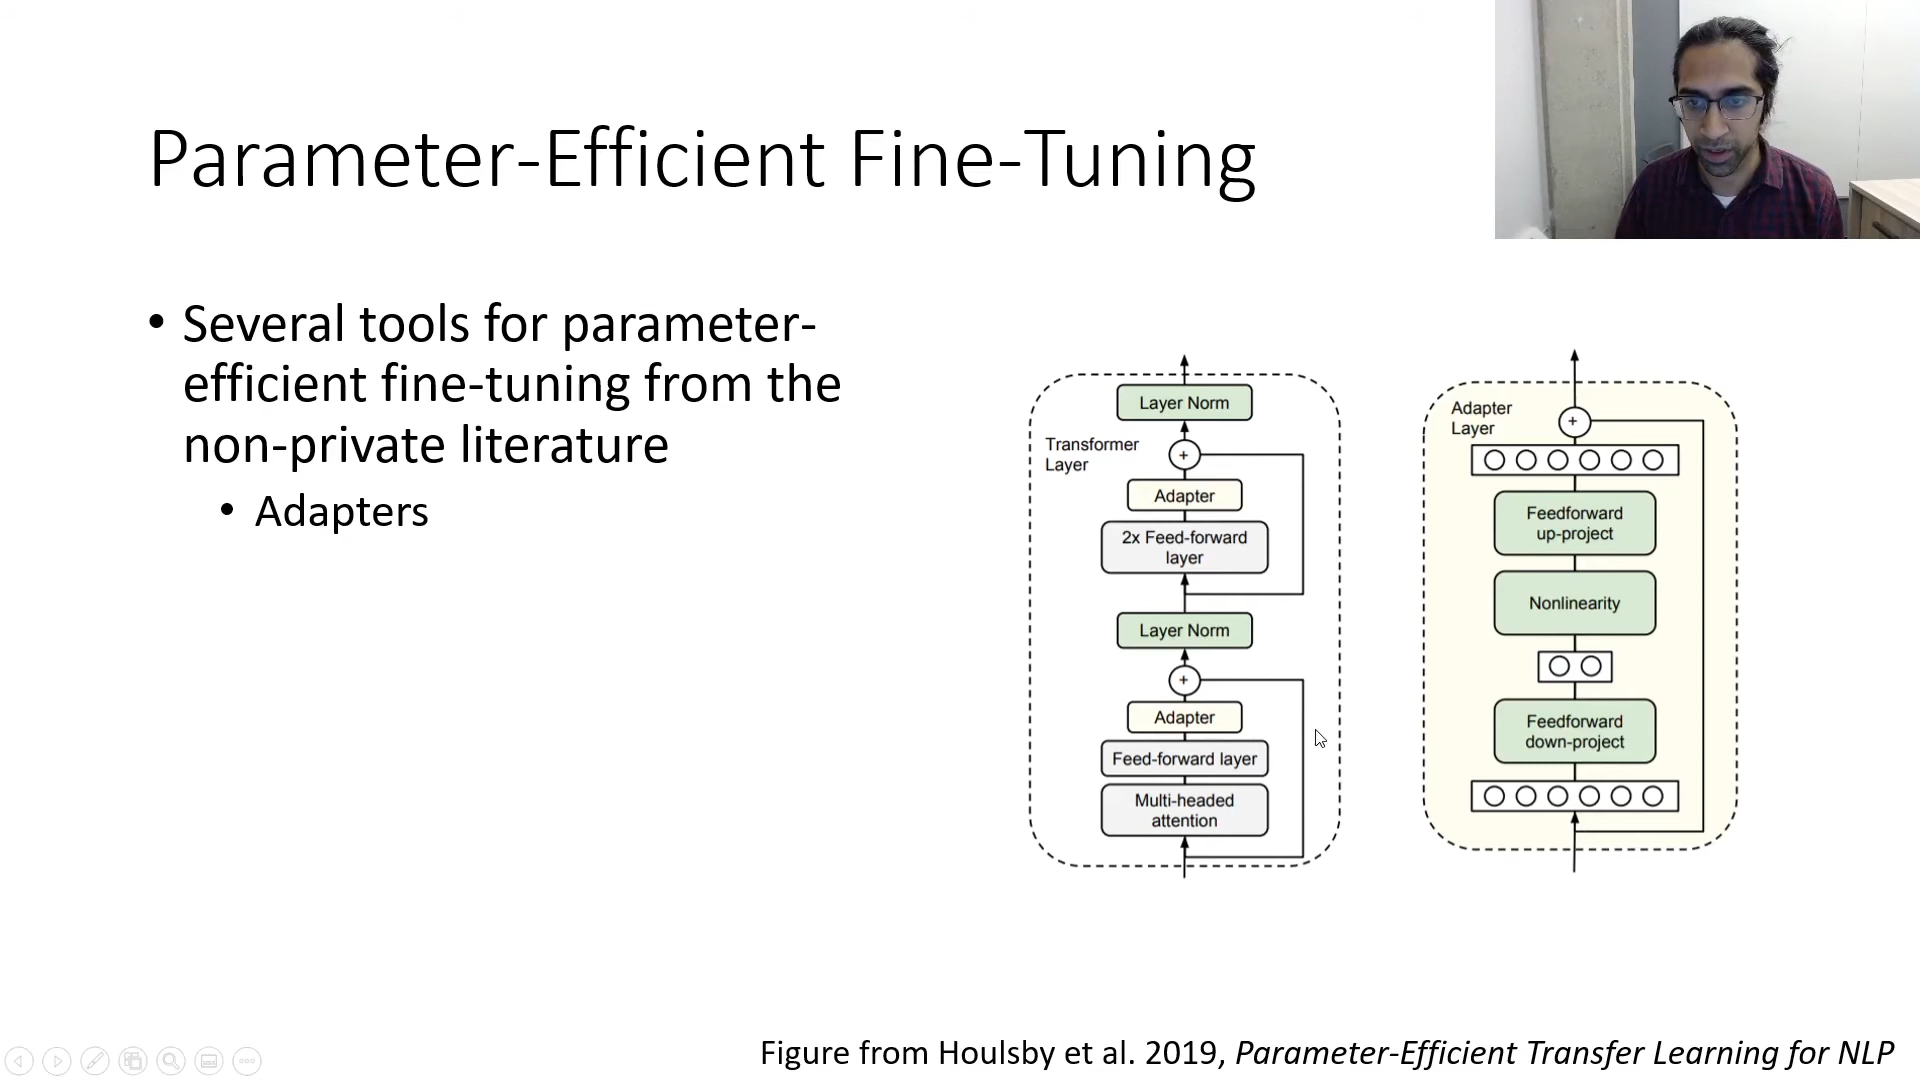 Parameter-Efficient Fine-Tuning
• Several tools for parameter-
efficient fine-tuning from the
non-private literature
• Adapters
Layer Norm
Transformer
Layer
+
Adapter
2x Feed-forward
layer
Layer Norm
+
Adapter
Feed-forward layer
Multi-headed
attention
Adapter
Layer
+
Feedforward
up-project
Nonlinearity
Feedforward
down-project
Figure from Houlsby et al. 2019, Parameter-Efficient Transfer Learning for NLP